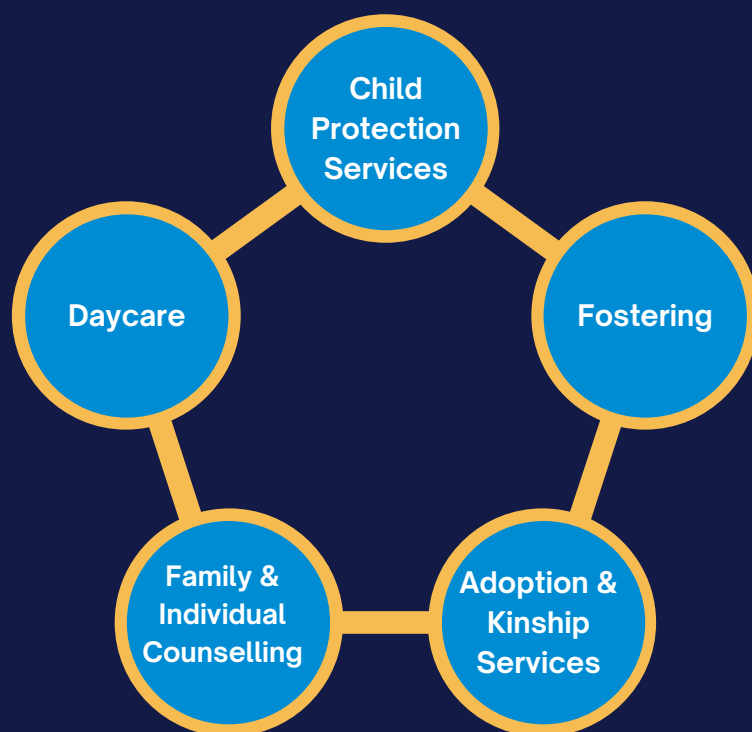 Child
Protection
Services
Daycare
Fostering
Family &
Individual
Counselling
Adoption &
Kinship
Services